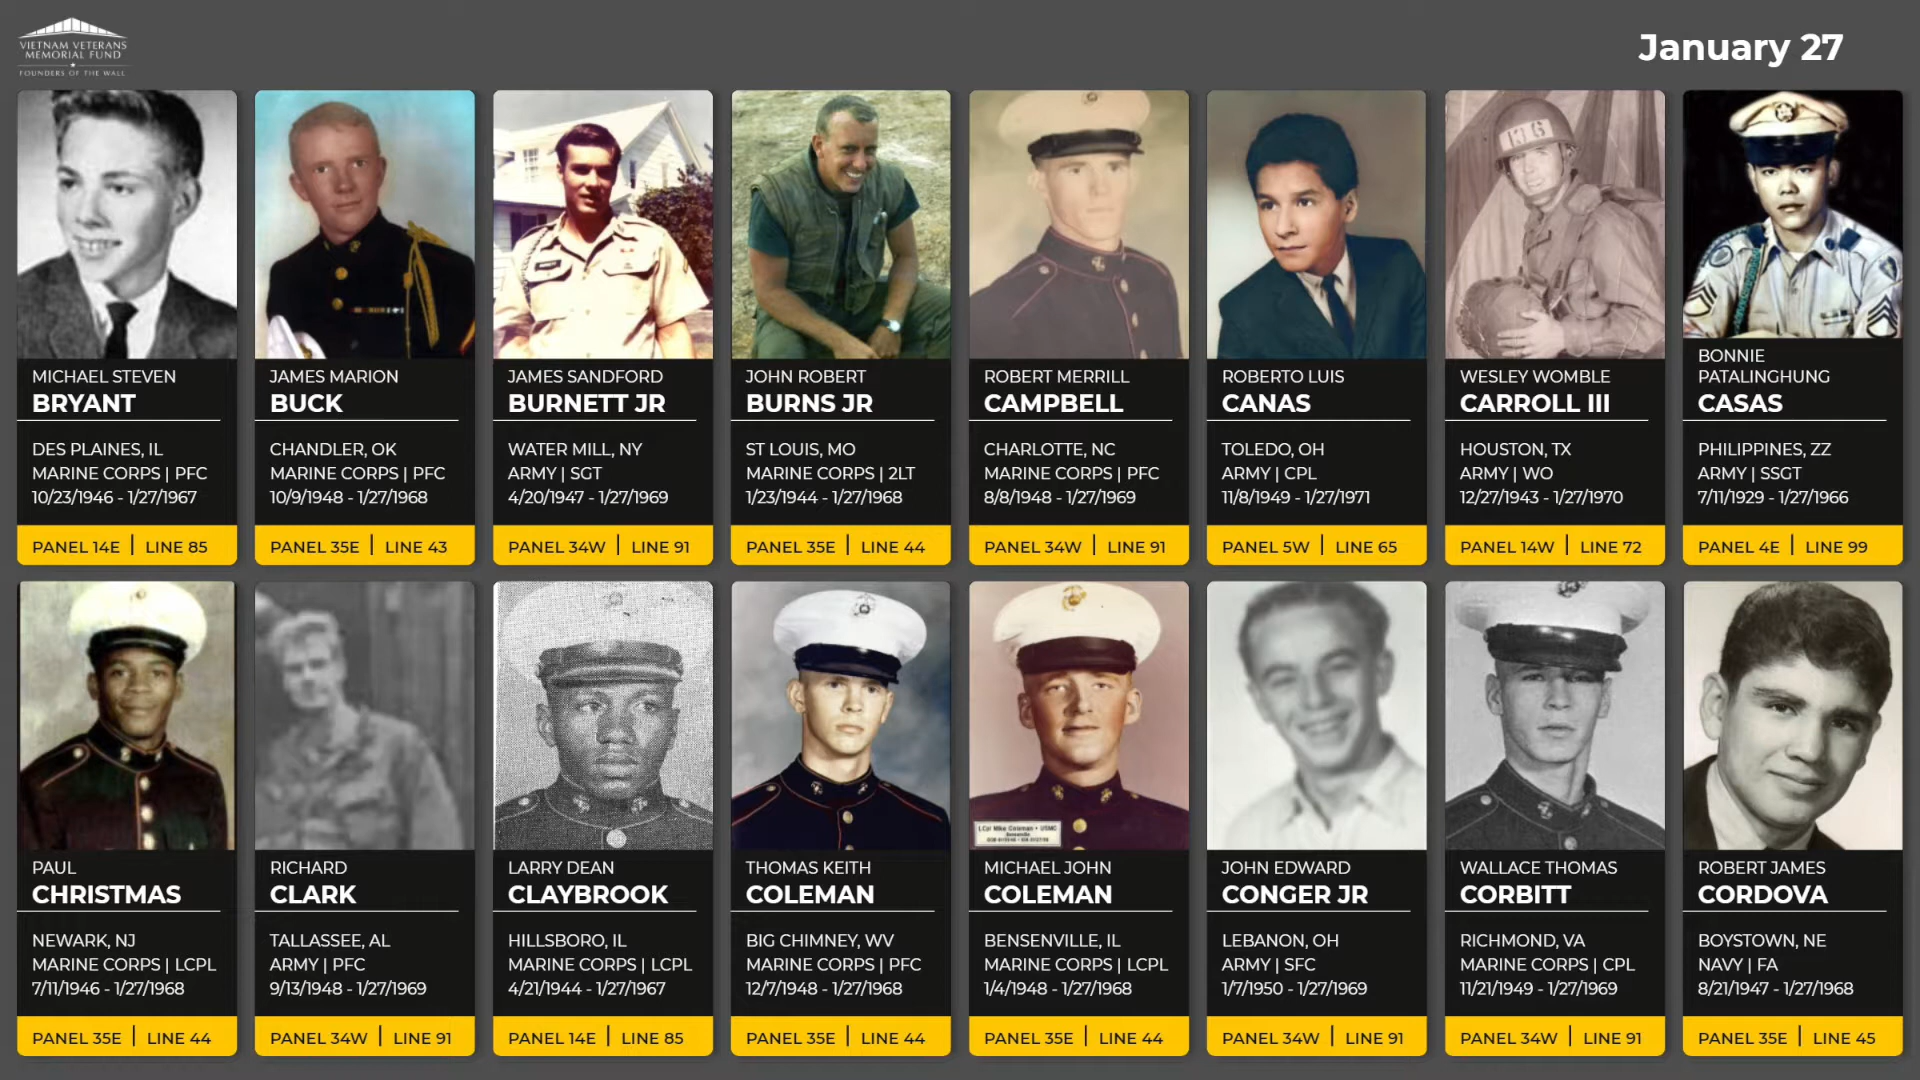 VIETNAM VETERANS
MEMORIAL FUND
FOUNDERS OF THE WALL
January 27
MICHAEL STEVEN
BRYANT
DES PLAINES, IL
MARINE CORPS | PFC
10/23/1946 - 1/27/1967
PANEL 14E | LINE 85
JAMES MARION
BUCK
CHANDLER, OK
MARINE CORPS | PFC
10/9/1948 - 1/27/1968
PANEL 35E | LINE 43
JAMES SANDFORD
BURNETT JR
WATER MILL, NY
ARMY | SGT
4/20/1947 - 1/27/1969
PANEL 34W | LINE 91
JOHN ROBERT
BURNS JR
ST LOUIS, MO
MARINE CORPS | 2LT
1/23/1944 - 1/27/1968
PANEL 35E | LINE 44
ROBERT MERRILL
CAMPBELL
CHARLOTTE, NC
MARINE CORPS | PFC
8/8/1948 - 1/27/1969
PANEL 34W | LINE 91
ROBERTO LUIS
CANAS
TOLEDO, OH
ARMY | CPL
11/8/1949 - 1/27/1971
PANEL 5W | LINE 65
WESLEY WOMBLE
CARROLL III
HOUSTON, TX
ARMY | WO
12/27/1943 - 1/27/1970
PANEL 14W | LINE 72
BONNIE
PATALINGHUNG
CASAS
PHILIPPINES, ZZ
ARMY | SSGT
7/11/1929 - 1/27/1966
PANEL 4E | LINE 99
PAUL
CHRISTMAS
NEWARK, NJ
MARINE CORPS | LCPL
7/11/1946 - 1/27/1968
PANEL 35E | LINE 44
RICHARD
CLARK
TALLASSEE, AL
ARMY | PFC
9/13/1948 - 1/27/1969
PANEL 34W | LINE 91
LARRY DEAN
CLAYBROOK
HILLSBORO, IL
MARINE CORPS | LCPL
4/21/1944 - 1/27/1967
PANEL 14E | LINE 85
THOMAS KEITH
COLEMAN
BIG CHIMNEY, WV
MARINE CORPS | PFC
12/7/1948 - 1/27/1968
PANEL 35E | LINE 44
LCpl Mike Coleman • USMC
MICHAEL JOHN
COLEMAN
BENSENVILLE, IL
MARINE CORPS | LCPL
1/4/1948 - 1/27/1968
PANEL 35E | LINE 44
JOHN EDWARD
CONGER JR
LEBANON, OH
ARMY | SFC
1/7/1950 - 1/27/1969
PANEL 34W | LINE 91
WALLACE THOMAS
CORBITT
RICHMOND, VA
MARINE CORPS | CPL
11/21/1949 - 1/27/1969
PANEL 34W | LINE 91
ROBERT JAMES
CORDOVA
BOYSTOWN, NE
NAVY | FA
8/21/1947 - 1/27/1968
PANEL 35E | LINE 45